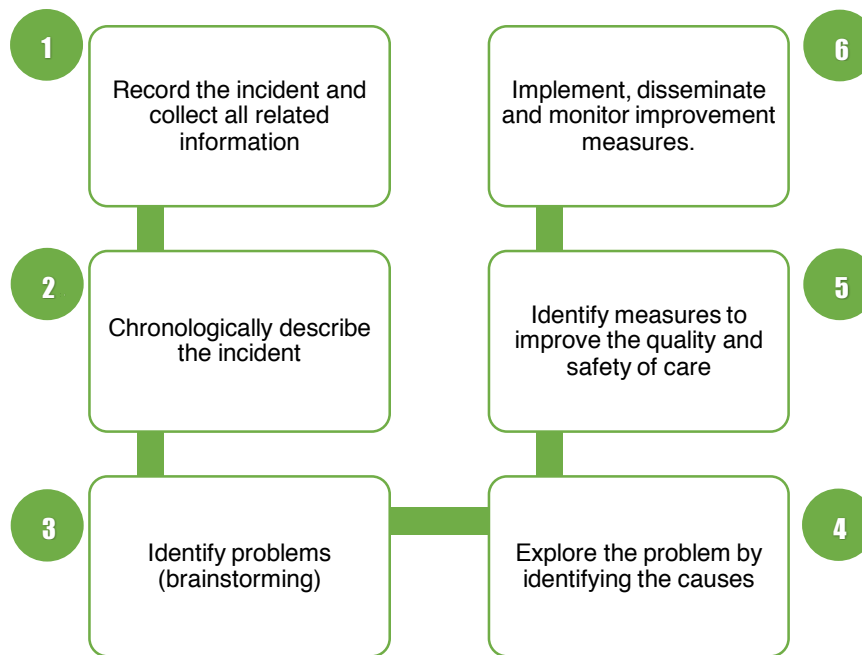 1
Record the incident and
collect all related
information
2
Chronologically describe
the incident
3
Identify problems
(brainstorming)
4
Explore the problem by
identifying the causes
5
Identify measures to
improve the quality and
safety of care
6
Implement, disseminate
and monitor improvement
measures.